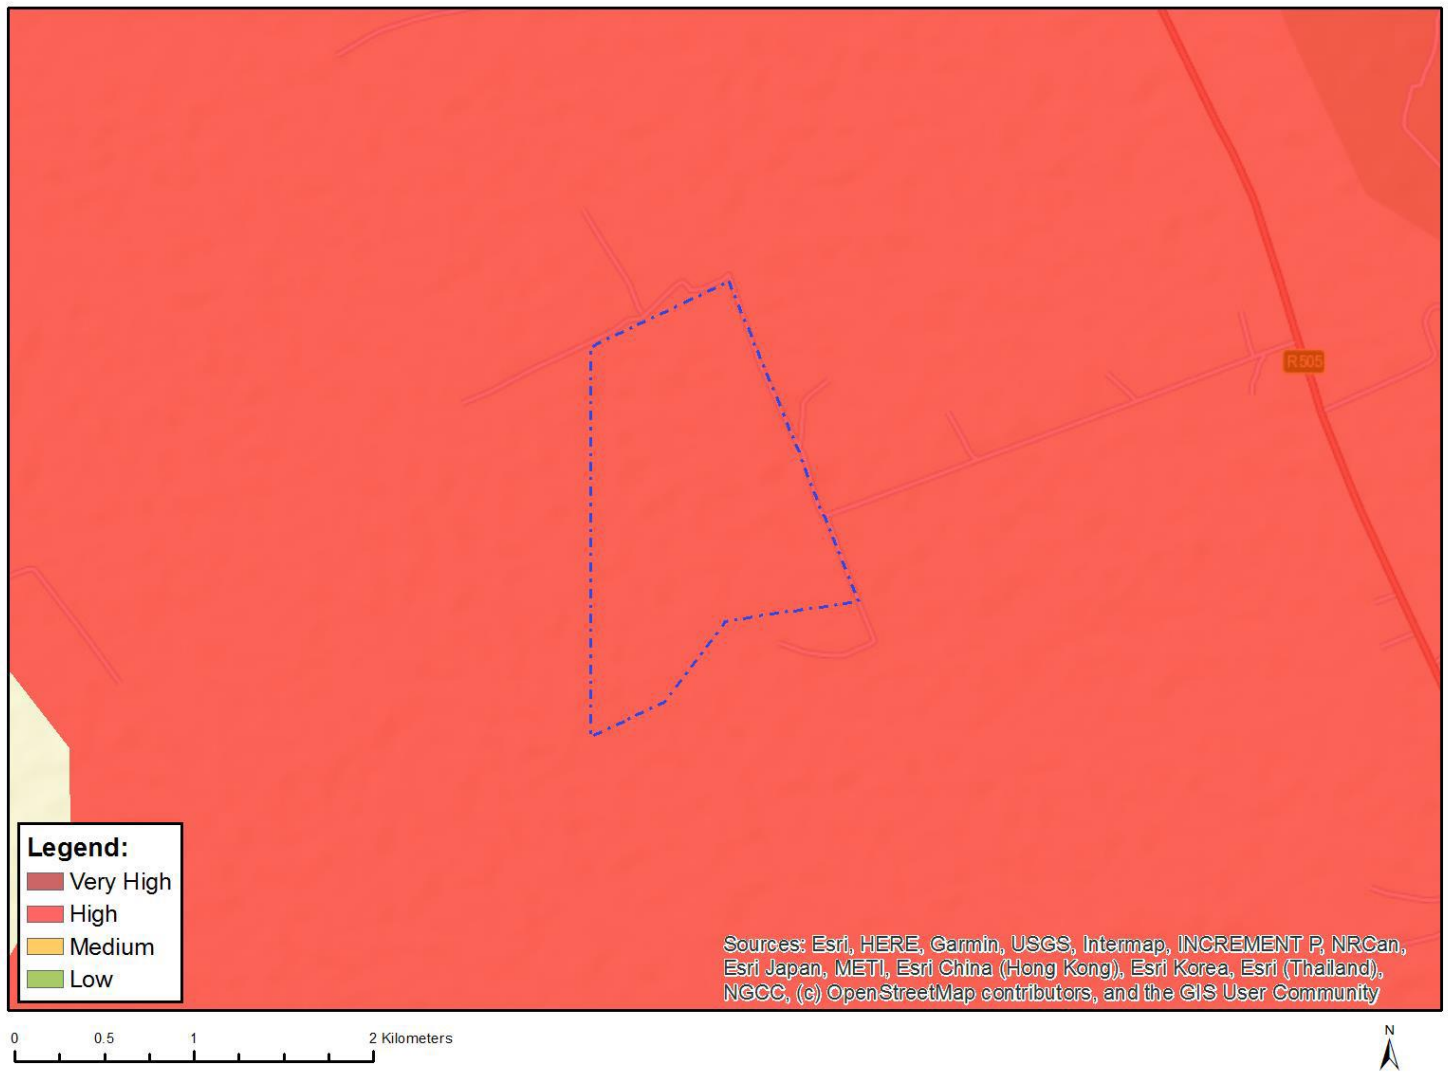 R505
Legend:
Very High
High
Medium
Low
Sources: Esri, HERE, Garmin, USGS, Intermap, INCREMENT P, NRCan,
Esri Japan, METI, Esri China (Hong Kong), Esri Korea, Esri (Thailand),
NGCC, (c) OpenStreetMap contributors, and the GIS User Community
0 0.5 1 2 Kilometers
N